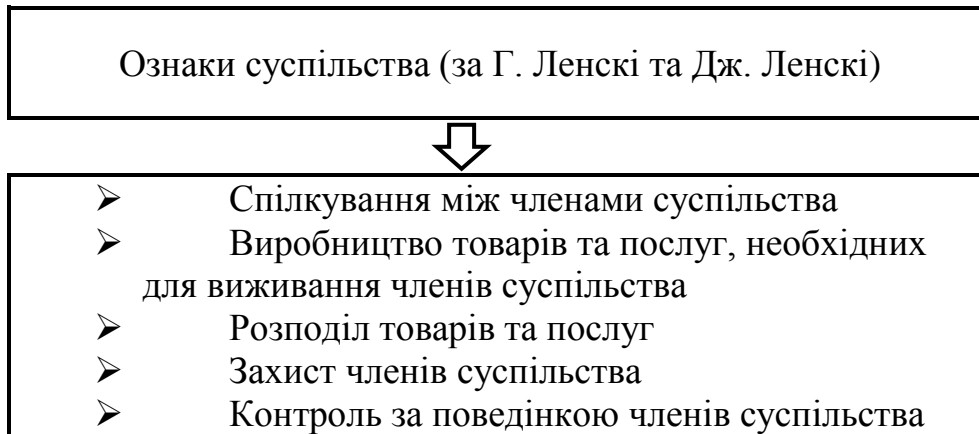 Ознаки суспільства (за Г. Ленскі та Дж. Ленскі)
➢ Спілкування між членами суспільства
➢ Виробництво товарів та послуг, необхідних
для виживання членів суспільства
➢ Розподіл товарів та послуг
➢ Захист членів суспільства
➢ Контроль за поведінкою членів суспільства